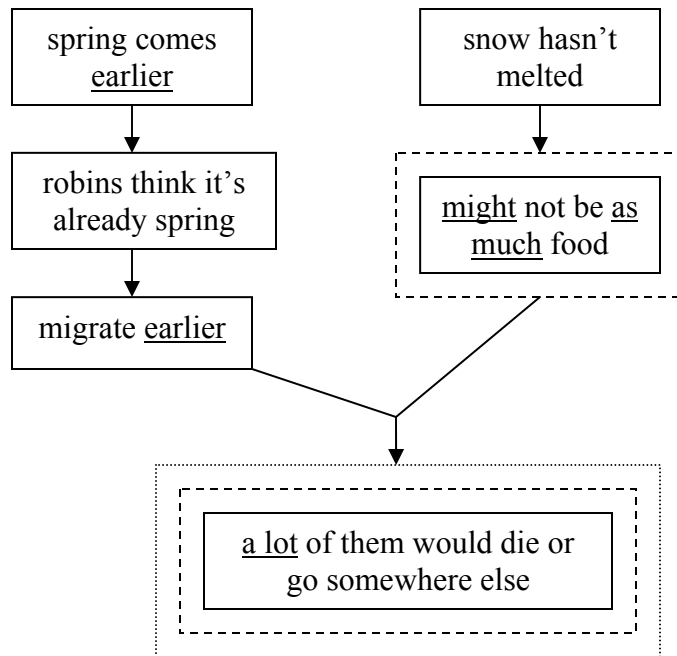 spring comes
earlier
robins think it's
already spring
migrate earlier
snow hasn't
melted
might not be as
much food
a lot of them would die or
go somewhere else